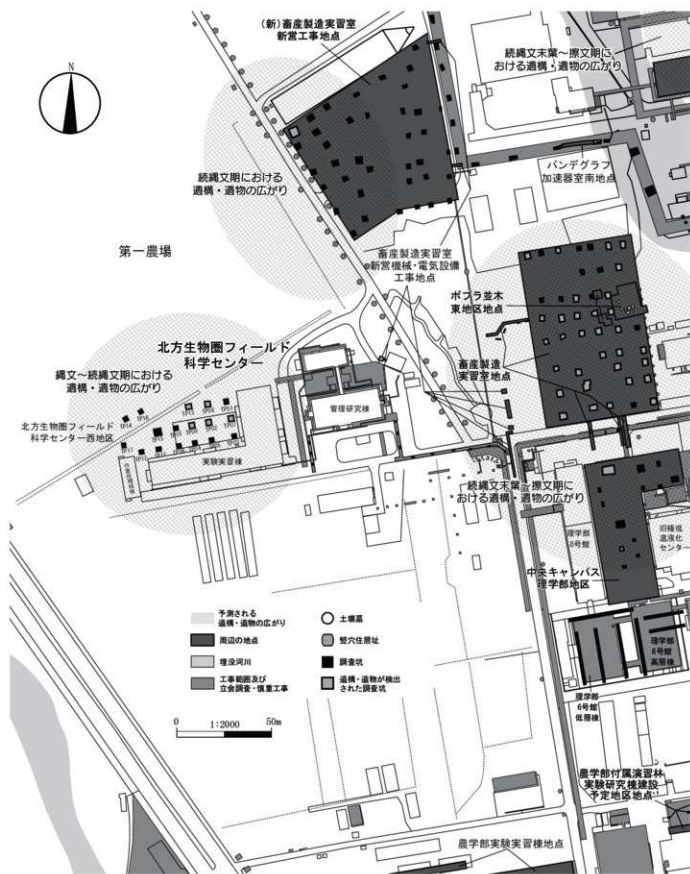 (新)畜産製造実習室
新営工事地点
続縄文末葉～擦文期に
おける遺構・遺物の広がり
N
続縄文期における
遺構・遺物の広がり
バンデグラフ
加速器室南地点
第一農場
畜産製造実習室
新営機械・電気設備
工事地点
ポプラ並木
東地区地点
北方生物圏フィールド
科学センター
縄文～続縄文期における
遺構・遺物の広がり
畜産製造
実習室地点
管理研究棟
北方生物圏フィールド
科学センター西地区
実験実習棟
続縄文末葉～擦文期に
おける遺構・遺物の広がり
理学部
旧極低
温液化
センター
中央キャンパス
理学部地区
予測される
遺構・遺物の広がり
周辺の地点
埋没河川
工事範囲及び
立会調査・慎重工事
土壙墓
竪穴住居址
調査坑
遺構・遺物が検出
された調査坑
0 1:2000 50m
理学部
6号館
高層棟
理学部
6号館
低層棟
農学部付属演習林
実験研究棟建設
予定地区地点
農学部実験実習棟地点